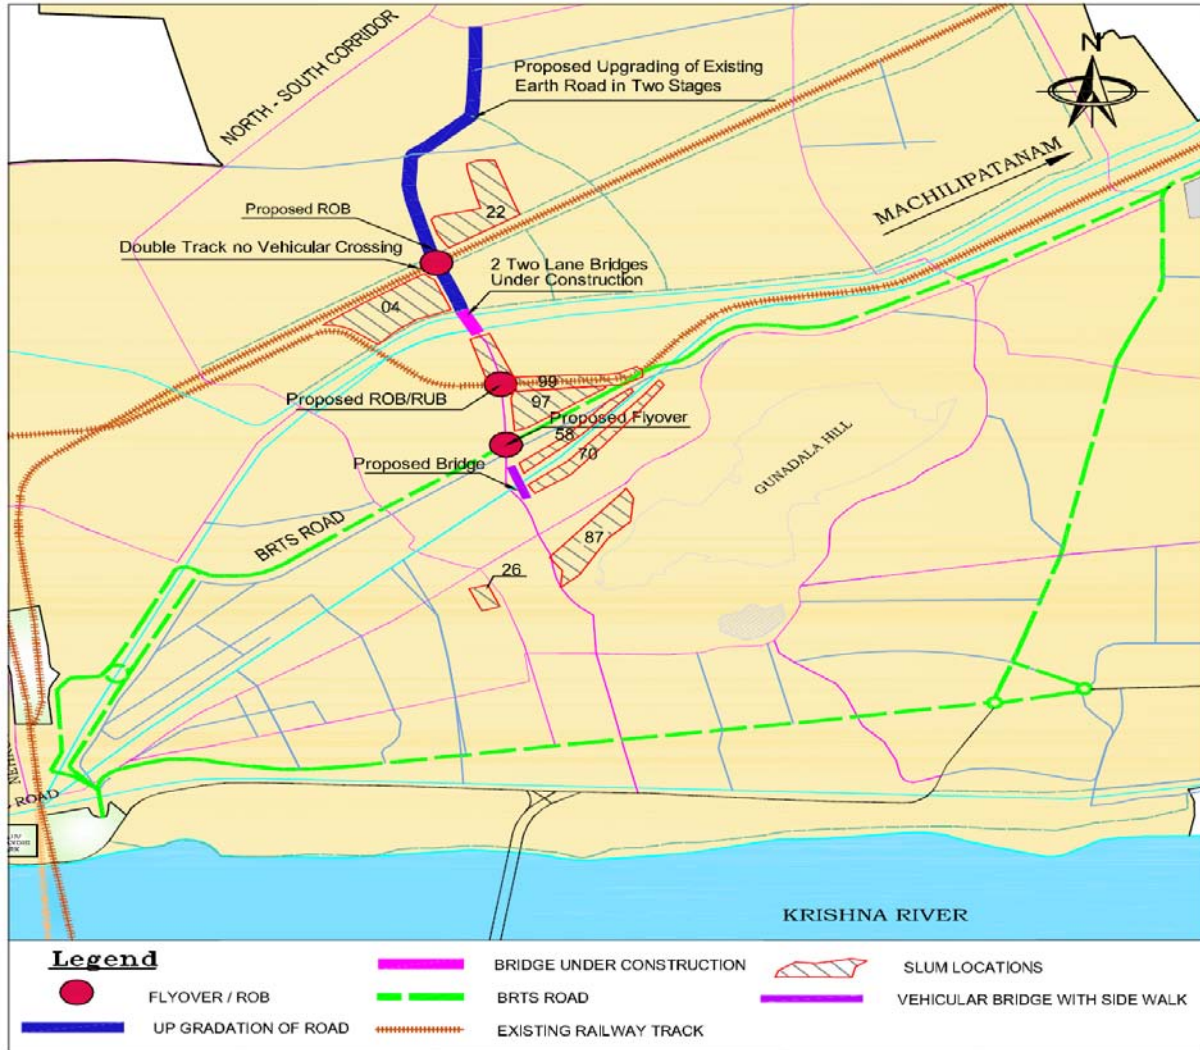 NORTH - SOUTH CORRIDOR
N
Proposed Upgrading of Existing
Earth Road in Two Stages
MACHILIPATANAM
Proposed ROB
22
Double Track no Vehicular Crossing
2 Two Lane Bridges
Under Construction
04
99
Proposed ROB/RUB
97
Proposed Flyover
58
70
Proposed Bridge
GUNADALA HILL
BRTS ROAD
87
26
ROAD
KRISHNA RIVER
Legend
FLYOVER / ROB
UP GRADATION OF ROAD
BRIDGE UNDER CONSTRUCTION
BRTS ROAD
EXISTING RAILWAY TRACK
SLUM LOCATIONS
VEHICULAR BRIDGE WITH SIDE WALK